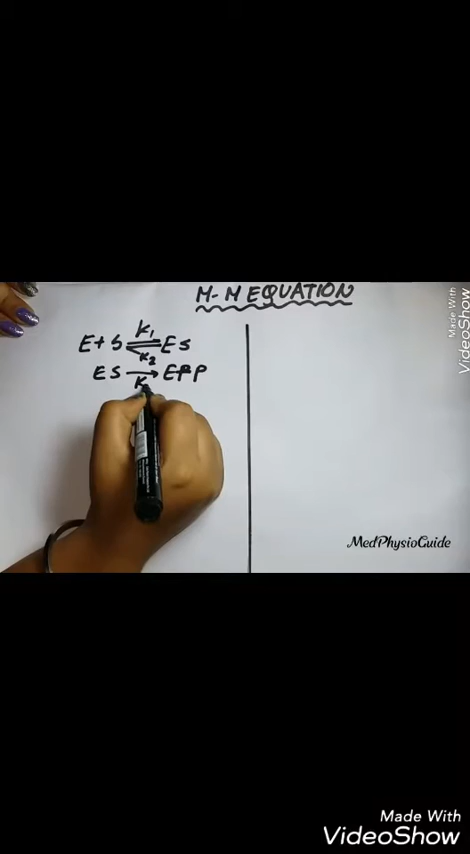 M-M EQUATION
E+ S ⇌ ES
K1
K2
ES → E+ P
K
MedPhysioGuide
Made With
VideoShow
Made With
VideoShow